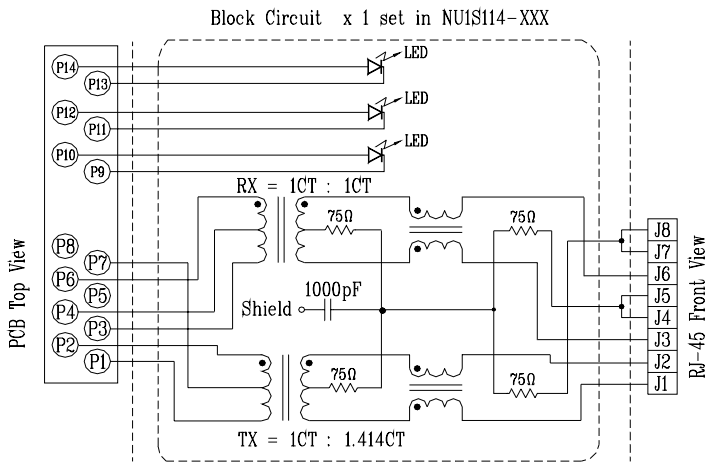 Block Circuit x 1 set in NU1S114-XXX
P14
LED
P13
P12
LED
P11
P10
LED
P9
RX = 1CT : 1CT
75Ω
75Ω
P8
P7
P6
P5
P4
P3
P2
P1
PCB Top View
1000pF
Shield
J8
J7
J6
J5
J4
J3
J2
J1
RJ-45 Front View
75Ω
75Ω
TX = 1CT : 1.414CT